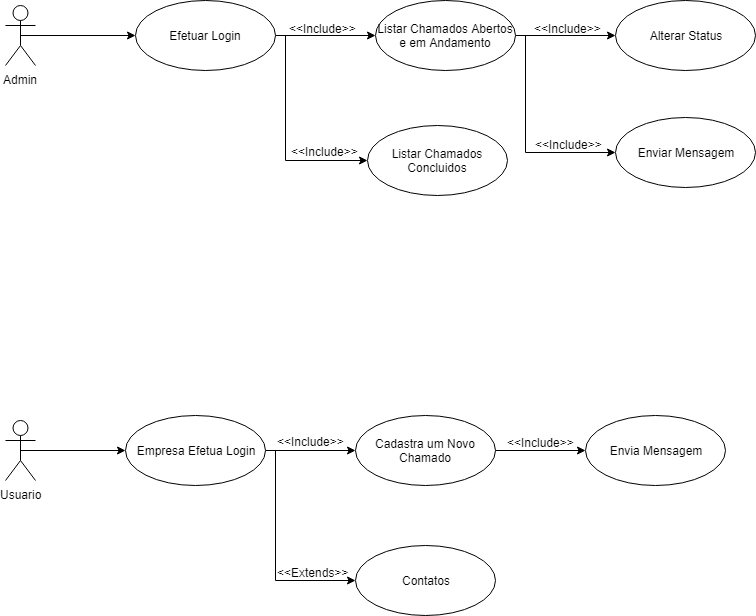 Efetuar Login
<<Include>>
Listar Chamados Abertos
e em Andamento
<<Include>>
Alterar Status
Admin
<<Include>>
Listar Chamados
Concluidos
<<Include>>
Enviar Mensagem
Empresa Efetua Login
<<Include>>
Cadastra um Novo
Chamado
<<Include>>
Envia Mensagem
Usuario
<<Extends>>
Contatos